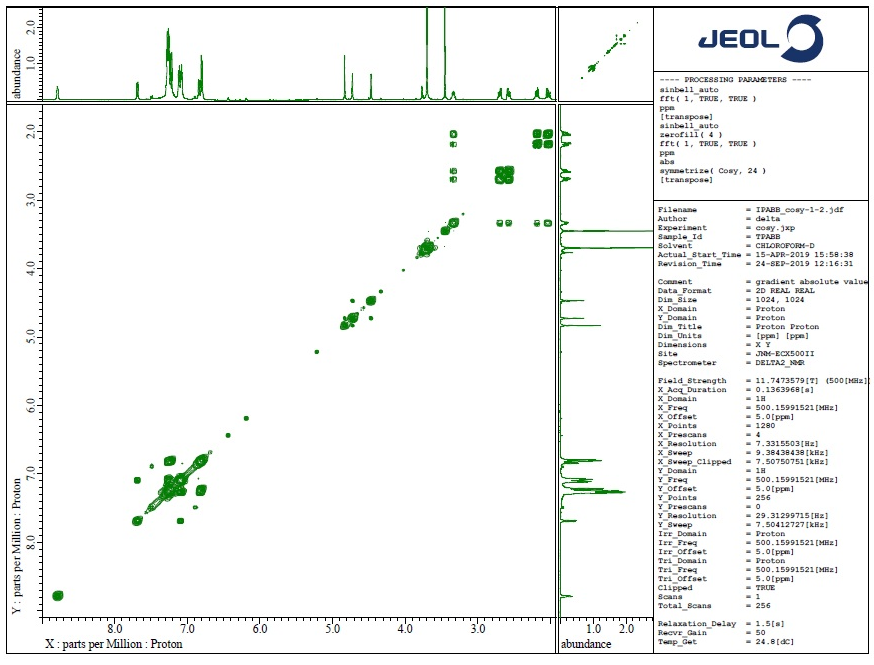 JEOL
---- PROCESSING PARAMETERS ----
sinbell_auto
fft( 1, TRUE, TRUE )
ppm
[transpose]
sinbell_auto
zerofill( 4 )
fft( 1, TRUE, TRUE )
ppm
abs
symmetrize( Cosy, 24 )
[transpose]
Filename = IPABB_cosy-1-2.jdf
Author = delta
Experiment = cosy.jxp
Sample_Id = TPABB
Solvent = CHLOROFORM-D
Actual_Start_Time = 15-APR-2019 15:58:38
Revision_Time = 24-SEP-2019 12:16:31
Comment = gradient absolute value
Data_Format = 2D REAL REAL
Dim_Size = 1024, 1024
X_Domain = Proton
Y_Domain = Proton
Dim_Title = Proton Proton
Dim_Units = [ppm] [ppm]
Dimensions = X Y
Site = JNM-ECX500II
Spectrometer = DELTA2_NMR
Field_Strength = 11.7473579[T] (500[MHz]
X_Acq_Duration = 0.1363968[s]
X_Domain = 1H
X_Freq = 500.15991521[MHz]
X_Offset = 5.0[ppm]
X_Points = 1280
X_Prescans = 4
X_Resolution = 7.3315503[Hz]
X_Sweep = 9.38438438[kHz]
X_Sweep_Clipped = 7.50750751[kHz]
Y_Domain = 1H
Y_Freq = 500.15991521[MHz]
Y_Offset = 5.0[ppm]
Y_Points = 256
Y_Prescans = 0
Y_Resolution = 29.31299715[Hz]
Y_Sweep = 7.50412727[kHz]
Irr_Domain = Proton
Irr_Freq = 500.15991521[MHz]
Irr_Offset = 5.0[ppm]
Tri_Domain = Proton
Tri_Freq = 500.15991521[MHz]
Tri_Offset = 5.0[ppm]
Clipped = TRUE
Scans = 1
Total_Scans = 256
Relaxation_Delay = 1.5[s]
Recvr_Gain = 50
Temp_Get = 24.8[dC]
abundance
2.0
1.0
2.0
3.0
4.0
5.0
6.0
7.0
8.0
Y : parts per Million : Proton
8.0 7.0 6.0 5.0 4.0 3.0
X : parts per Million : Proton
1.0 2.0
abundance